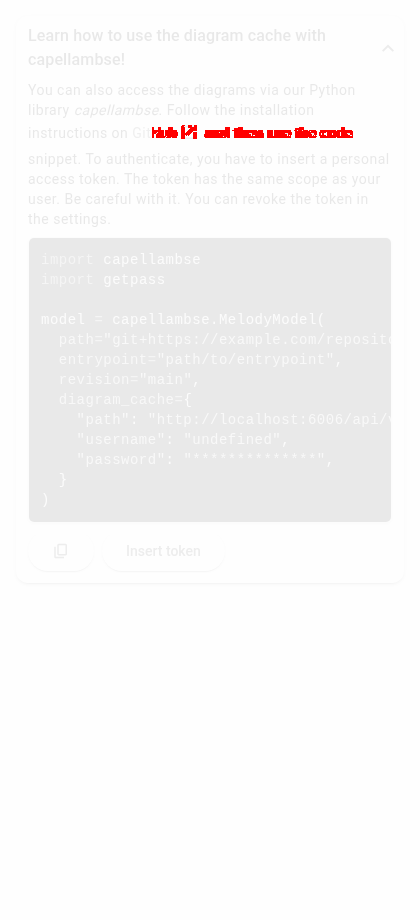 Learn how to use the diagram cache with
capellambse!
You can also access the diagrams via our Python
library capellambse. Follow the installation
instructions on GitHub and then use the code
snippet. To authenticate, you have to insert a personal
access token. The token has the same scope as your
user. Be careful with it. You can revoke the token in
the settings.
import capellambse
import getpass
model = capellambse.MelodyModel(
path="git+https://example.com/reposito
entrypoint="path/to/entrypoint",
revision="main",
diagram_cache={
"path": "http://localhost:6006/api/
"username": "undefined",
"password": "**************",
}
)
Insert token